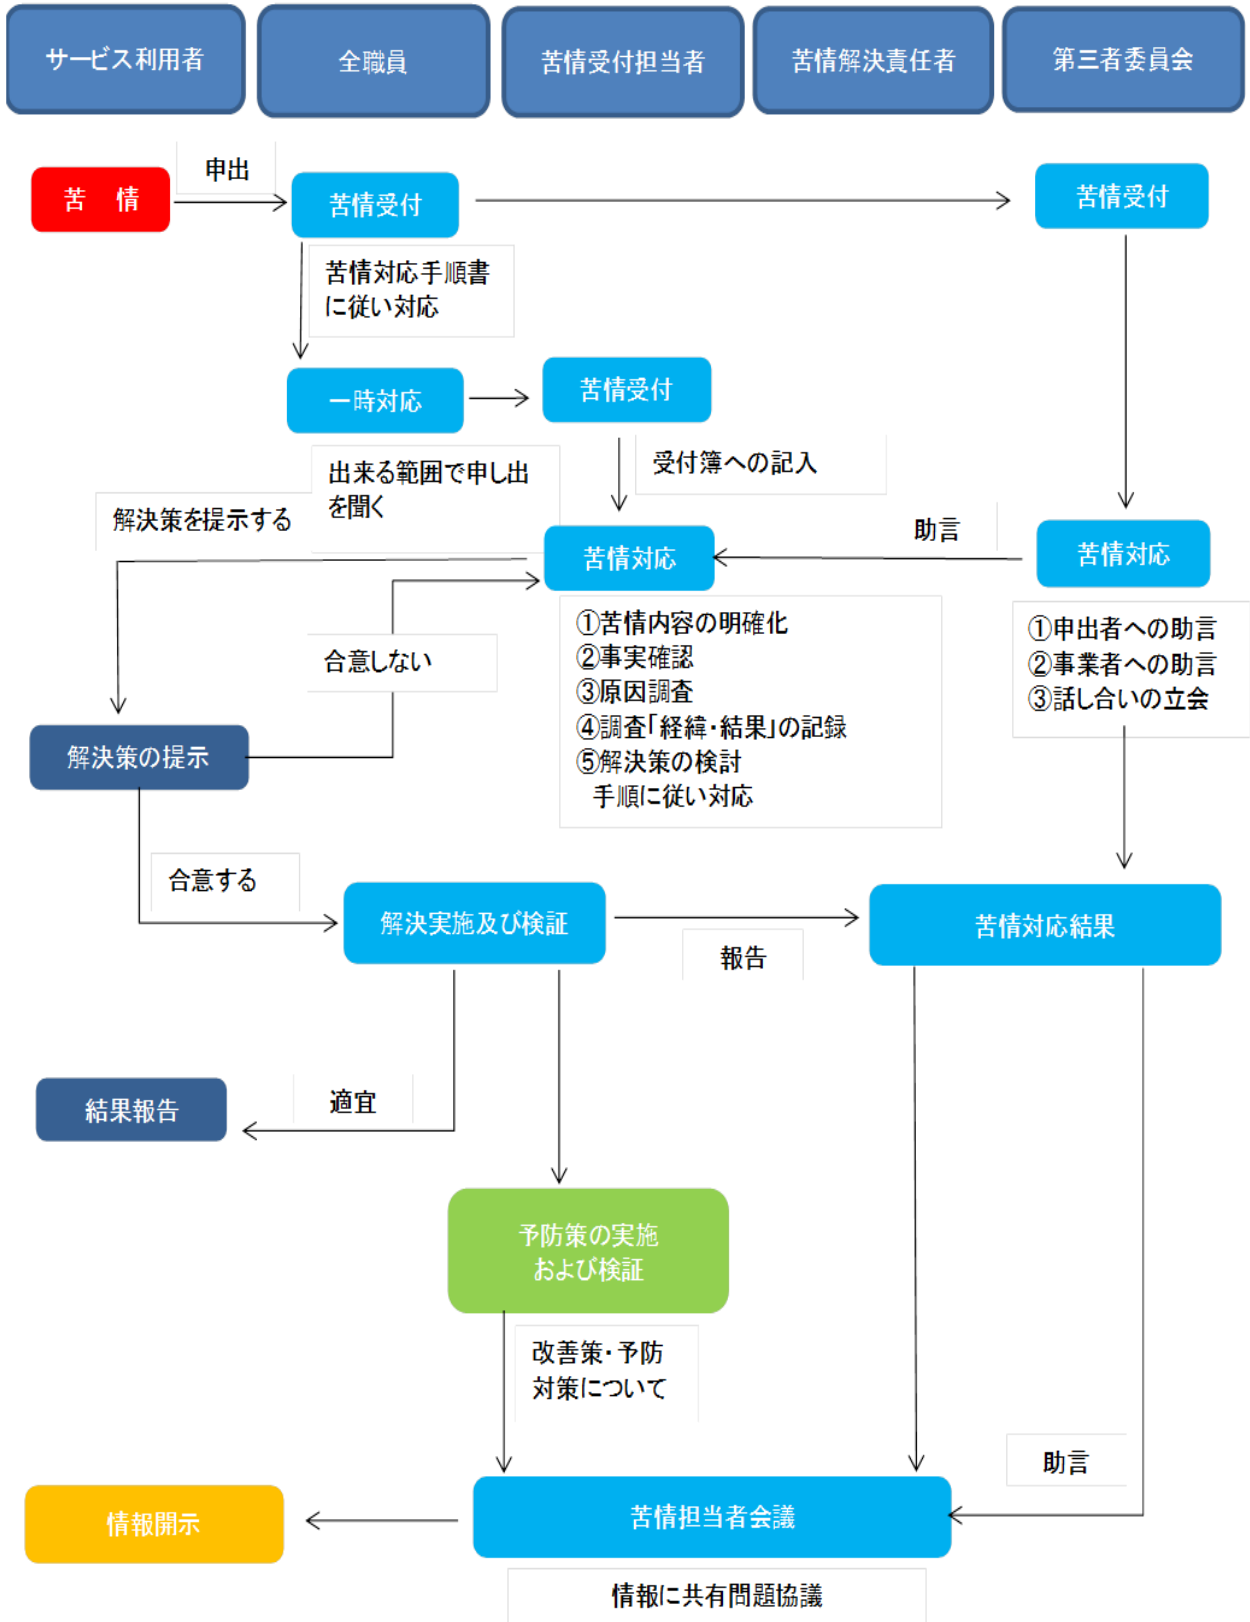 サービス利用者
全職員
苦情受付担当者
苦情解決責任者
第三者委員会
申出
苦　情
苦情受付
苦情受付
苦情対応手順書
に従い対応
一時対応
苦情受付
出来る範囲で申し出
を聞く
受付簿への記入
解決策を提示する
助言
苦情対応
苦情対応
①苦情内容の明確化
②事実確認
③原因調査
④調査「経緯・結果」の記録
⑤解決策の検討
手順に従い対応
①申出者への助言
②事業者への助言
③話し合いの立会
合意しない
解決策の提示
合意する
解決実施及び検証
報告
苦情対応結果
結果報告
適宜
予防策の実施
および検証
改善策・予防
対策について
助言
情報開示
苦情担当者会議
情報に共有問題協議